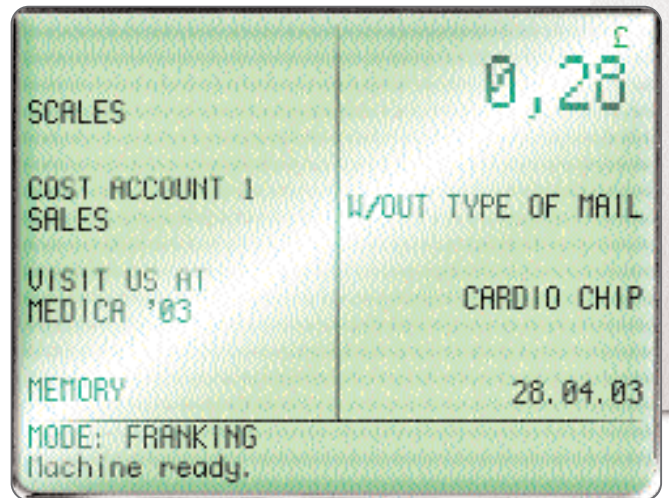 £
0,28
SCALES
COST ACCOUNT 1
SALES
W/OUT TYPE OF MAIL
VISIT US AT
MEDICA '03
CARDIO CHIP
MEMORY
28.04.03
MODE: FRANKING
Machine ready.